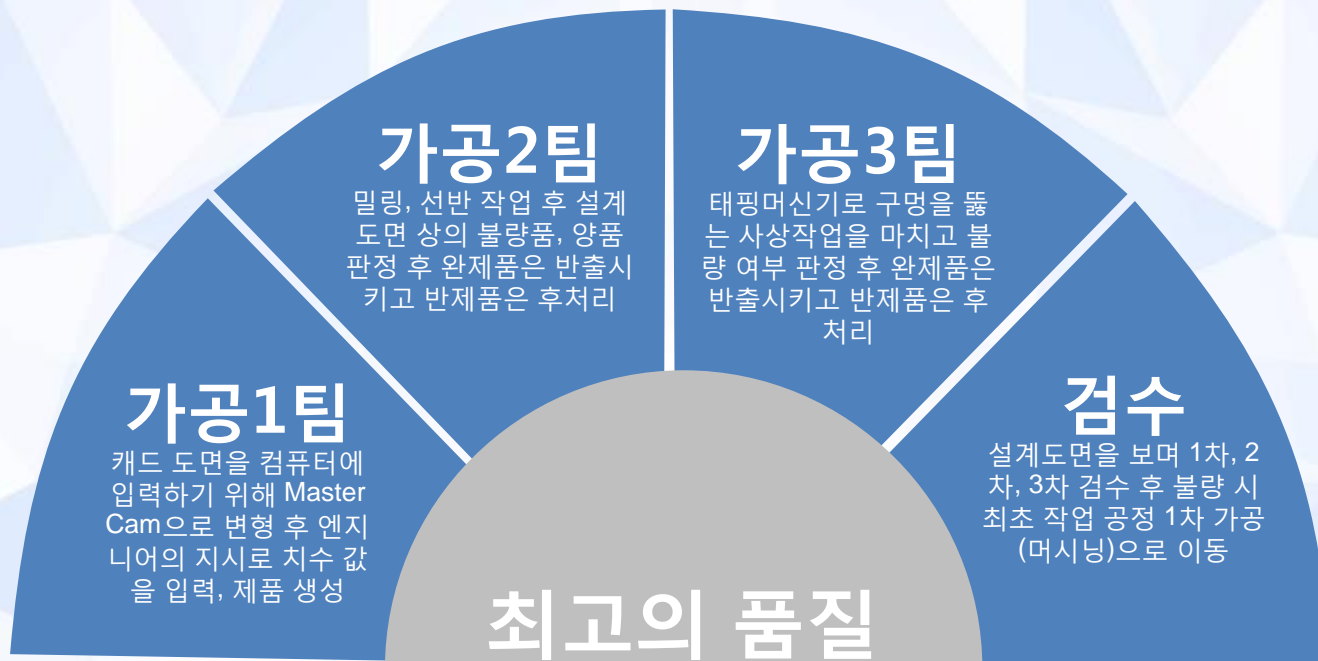 가공1팀
캐드 도면을 컴퓨터에
입력하기 위해 Master
Cam으로 변형 후 엔지
니어의 지시로 치수 값
을 입력, 제품 생성
가공2팀
밀링, 선반 작업 후 설계
도면 상의 불량품, 양품
판정 후 완제품은 반출시
키고 반제품은 후처리
가공3팀
태핑머신기로 구멍을 뚫
는 사상작업을 마치고 불
량 여부 판정 후 완제품은
반출시키고 반제품은 후
처리
검수
설계도면을 보며 1차, 2
차, 3차 검수 후 불량 시
최초 작업 공정 1차 가공
(머시닝)으로 이동
최고의 품질